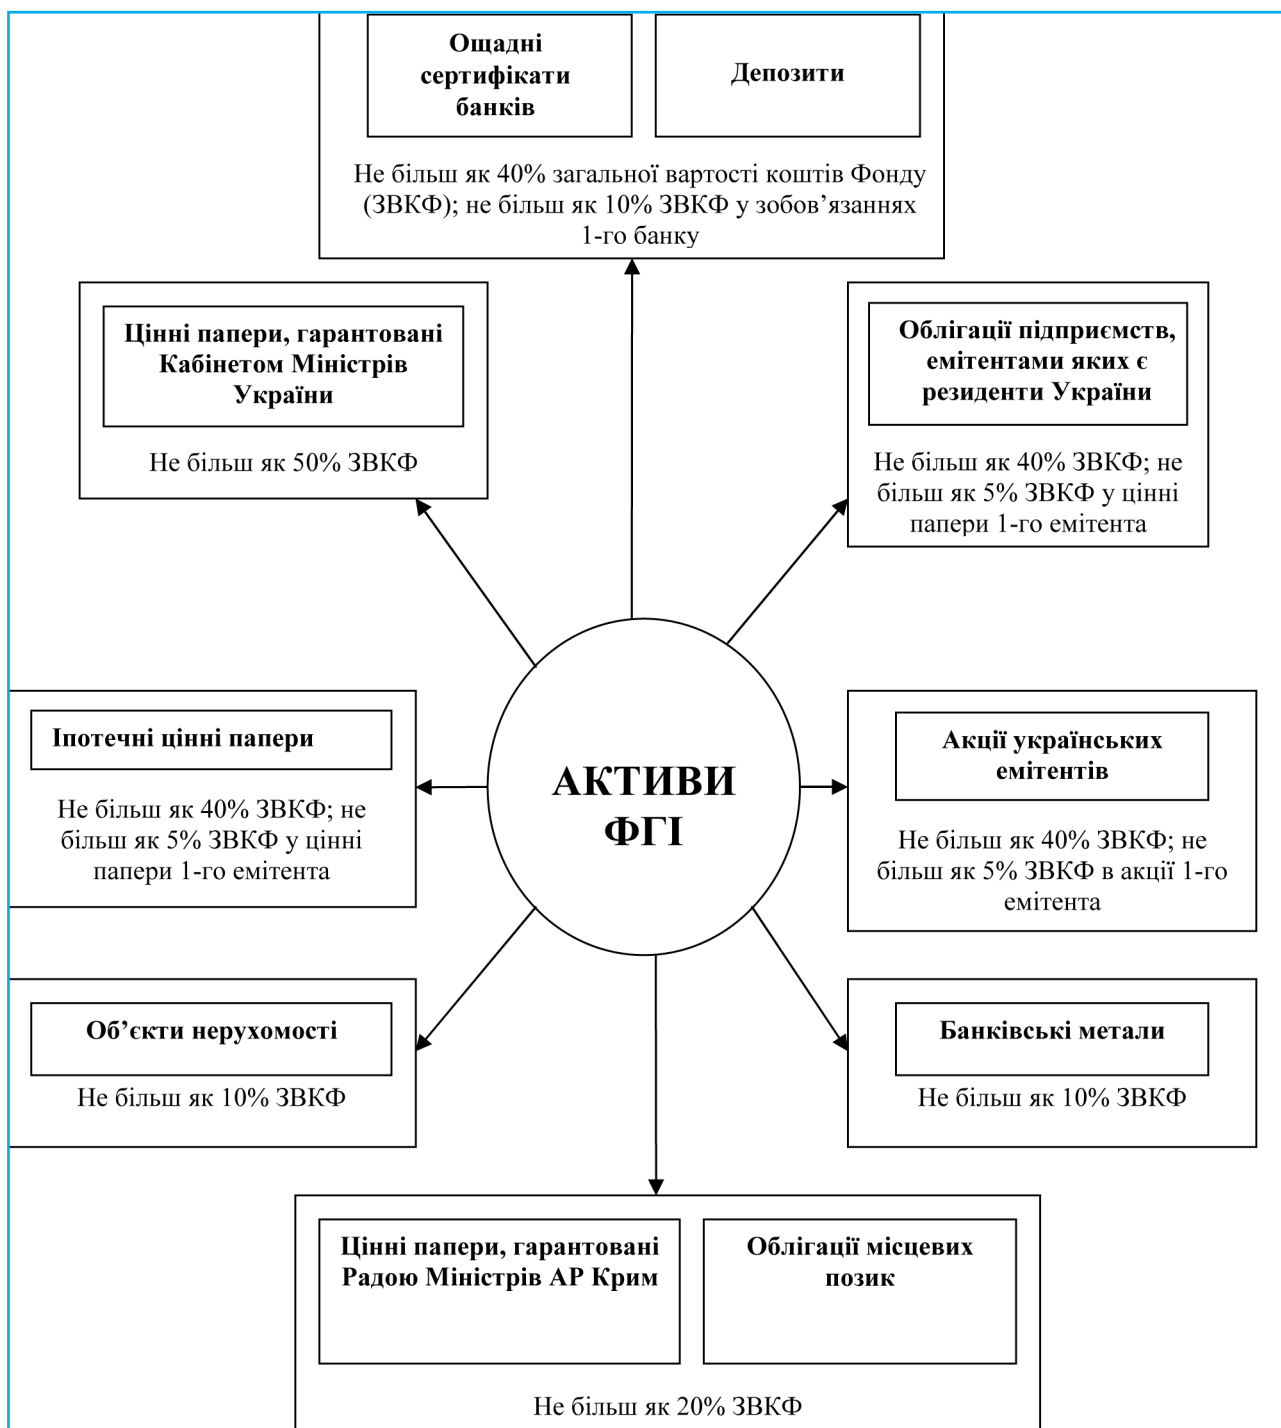 Ощадні
сертифікати
банків
Депозити
Не більш як 40% загальної вартості коштів Фонду
(ЗВКФ); не більш як 10% ЗВКФ у зобов’язаннях
1-го банку
Цінні папери, гарантовані
Кабінетом Міністрів
України
Не більш як 50% ЗВКФ
Облігації підприємств,
емітентами яких є
резиденти України
Не більш як 40% ЗВКФ; не
більш як 5% ЗВКФ у цінні
папери 1-го емітента
Іпотечні цінні папери
Не більш як 40% ЗВКФ; не
більш як 5% ЗВКФ у цінні
папери 1-го емітента
АКТИВИ
ФГІ
Акції українських
емітентів
Не більш як 40% ЗВКФ; не
більш як 5% ЗВКФ в акції 1-го
емітента
Об’єкти нерухомості
Не більш як 10% ЗВКФ
Банківські метали
Не більш як 10% ЗВКФ
Цінні папери, гарантовані
Радою Міністрів АР Крим
Облігації місцевих
позик
Не більш як 20% ЗВКФ